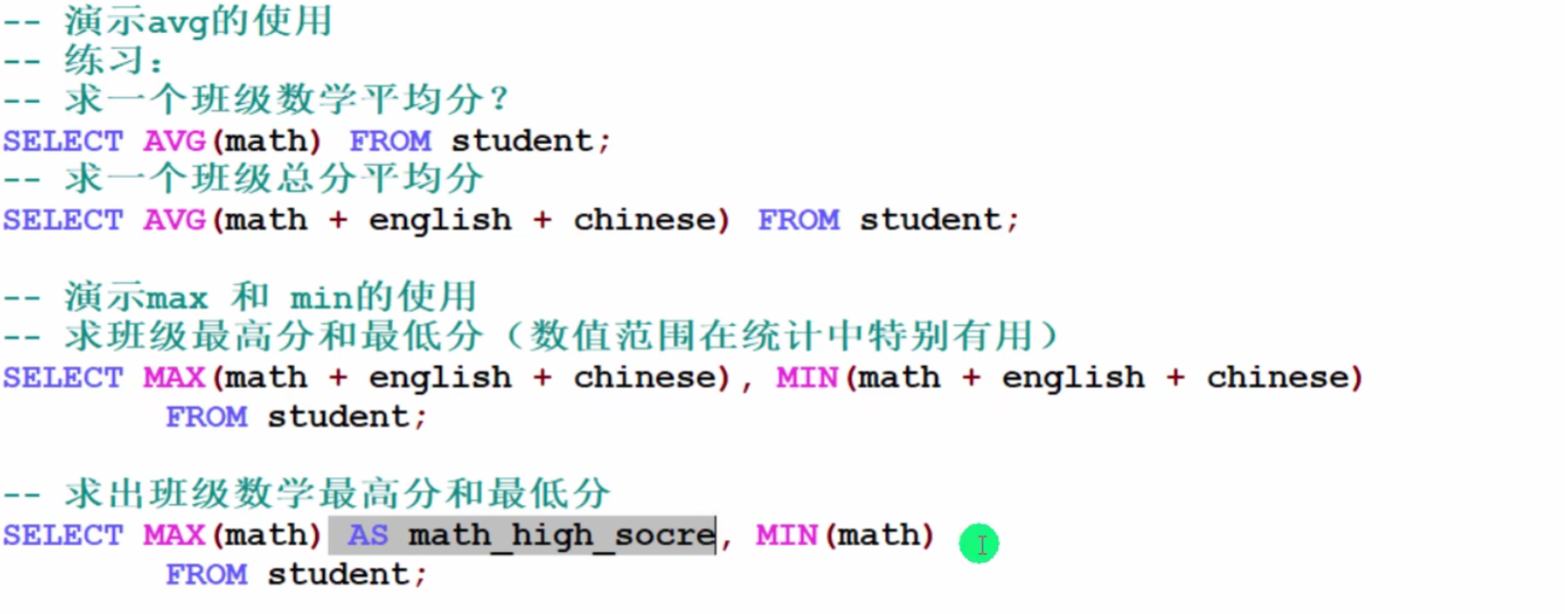 -- 演示avg的使用
-- 练习：
-- 求一个班级数学平均分？
SELECT AVG(math) FROM student;
-- 求一个班级总分平均分
SELECT AVG(math + english + chinese) FROM student;
-- 演示max 和 min的使用
-- 求班级最高分和最低分（数值范围在统计中特别有用）
SELECT MAX(math + english + chinese), MIN(math + english + chinese)
FROM student;
-- 求出班级数学最高分和最低分
SELECT MAX(math) AS math_high_socre, MIN(math)
FROM student;